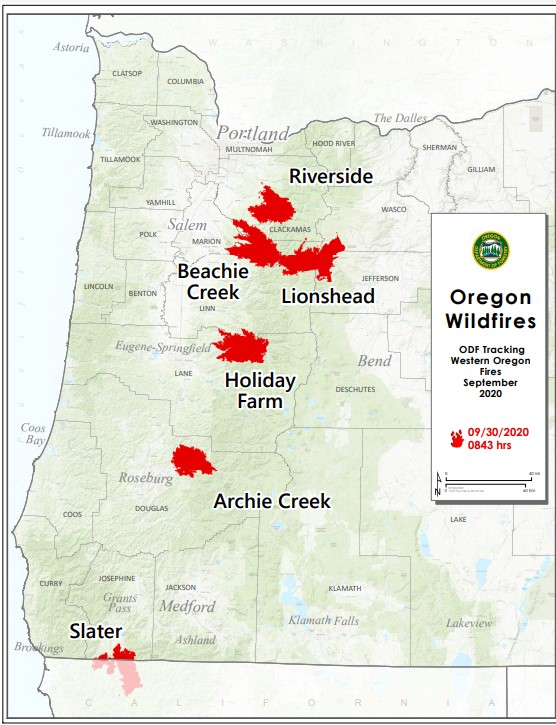 WASHINGTON
Astoria
CLATSOP
COLUMBIA
WASHINGTON
Tillamook
TILLAMOOK
Portland
MULTNOMAH
HOOD RIVER
The Dalles
SHERMAN
GILLIAM
Riverside
YAMHILL
WASCO
Salem
CLACKAMAS
POLK
MARION
Beachie
Creek
Lionshead
JEFFERSON
LINCOLN
BENTON
LINN
Eugene-Springfield
LANE
Bend
Holiday
Farm
DESCHUTES
Coos
Bay
Roseburg
Archie Creek
COOS
DOUGLAS
LAKE
CURRY
JOSEPHINE
JACKSON
KLAMATH
Grants
Pass
Medford
Klamath Falls
Lakeview
Slater
Ashland
Brookings
CALIFORNIA
Oregon
Wildfires
ODF Tracking
Western Oregon
Fires
September
2020
09/30/2020
0843 hrs
N
0
0